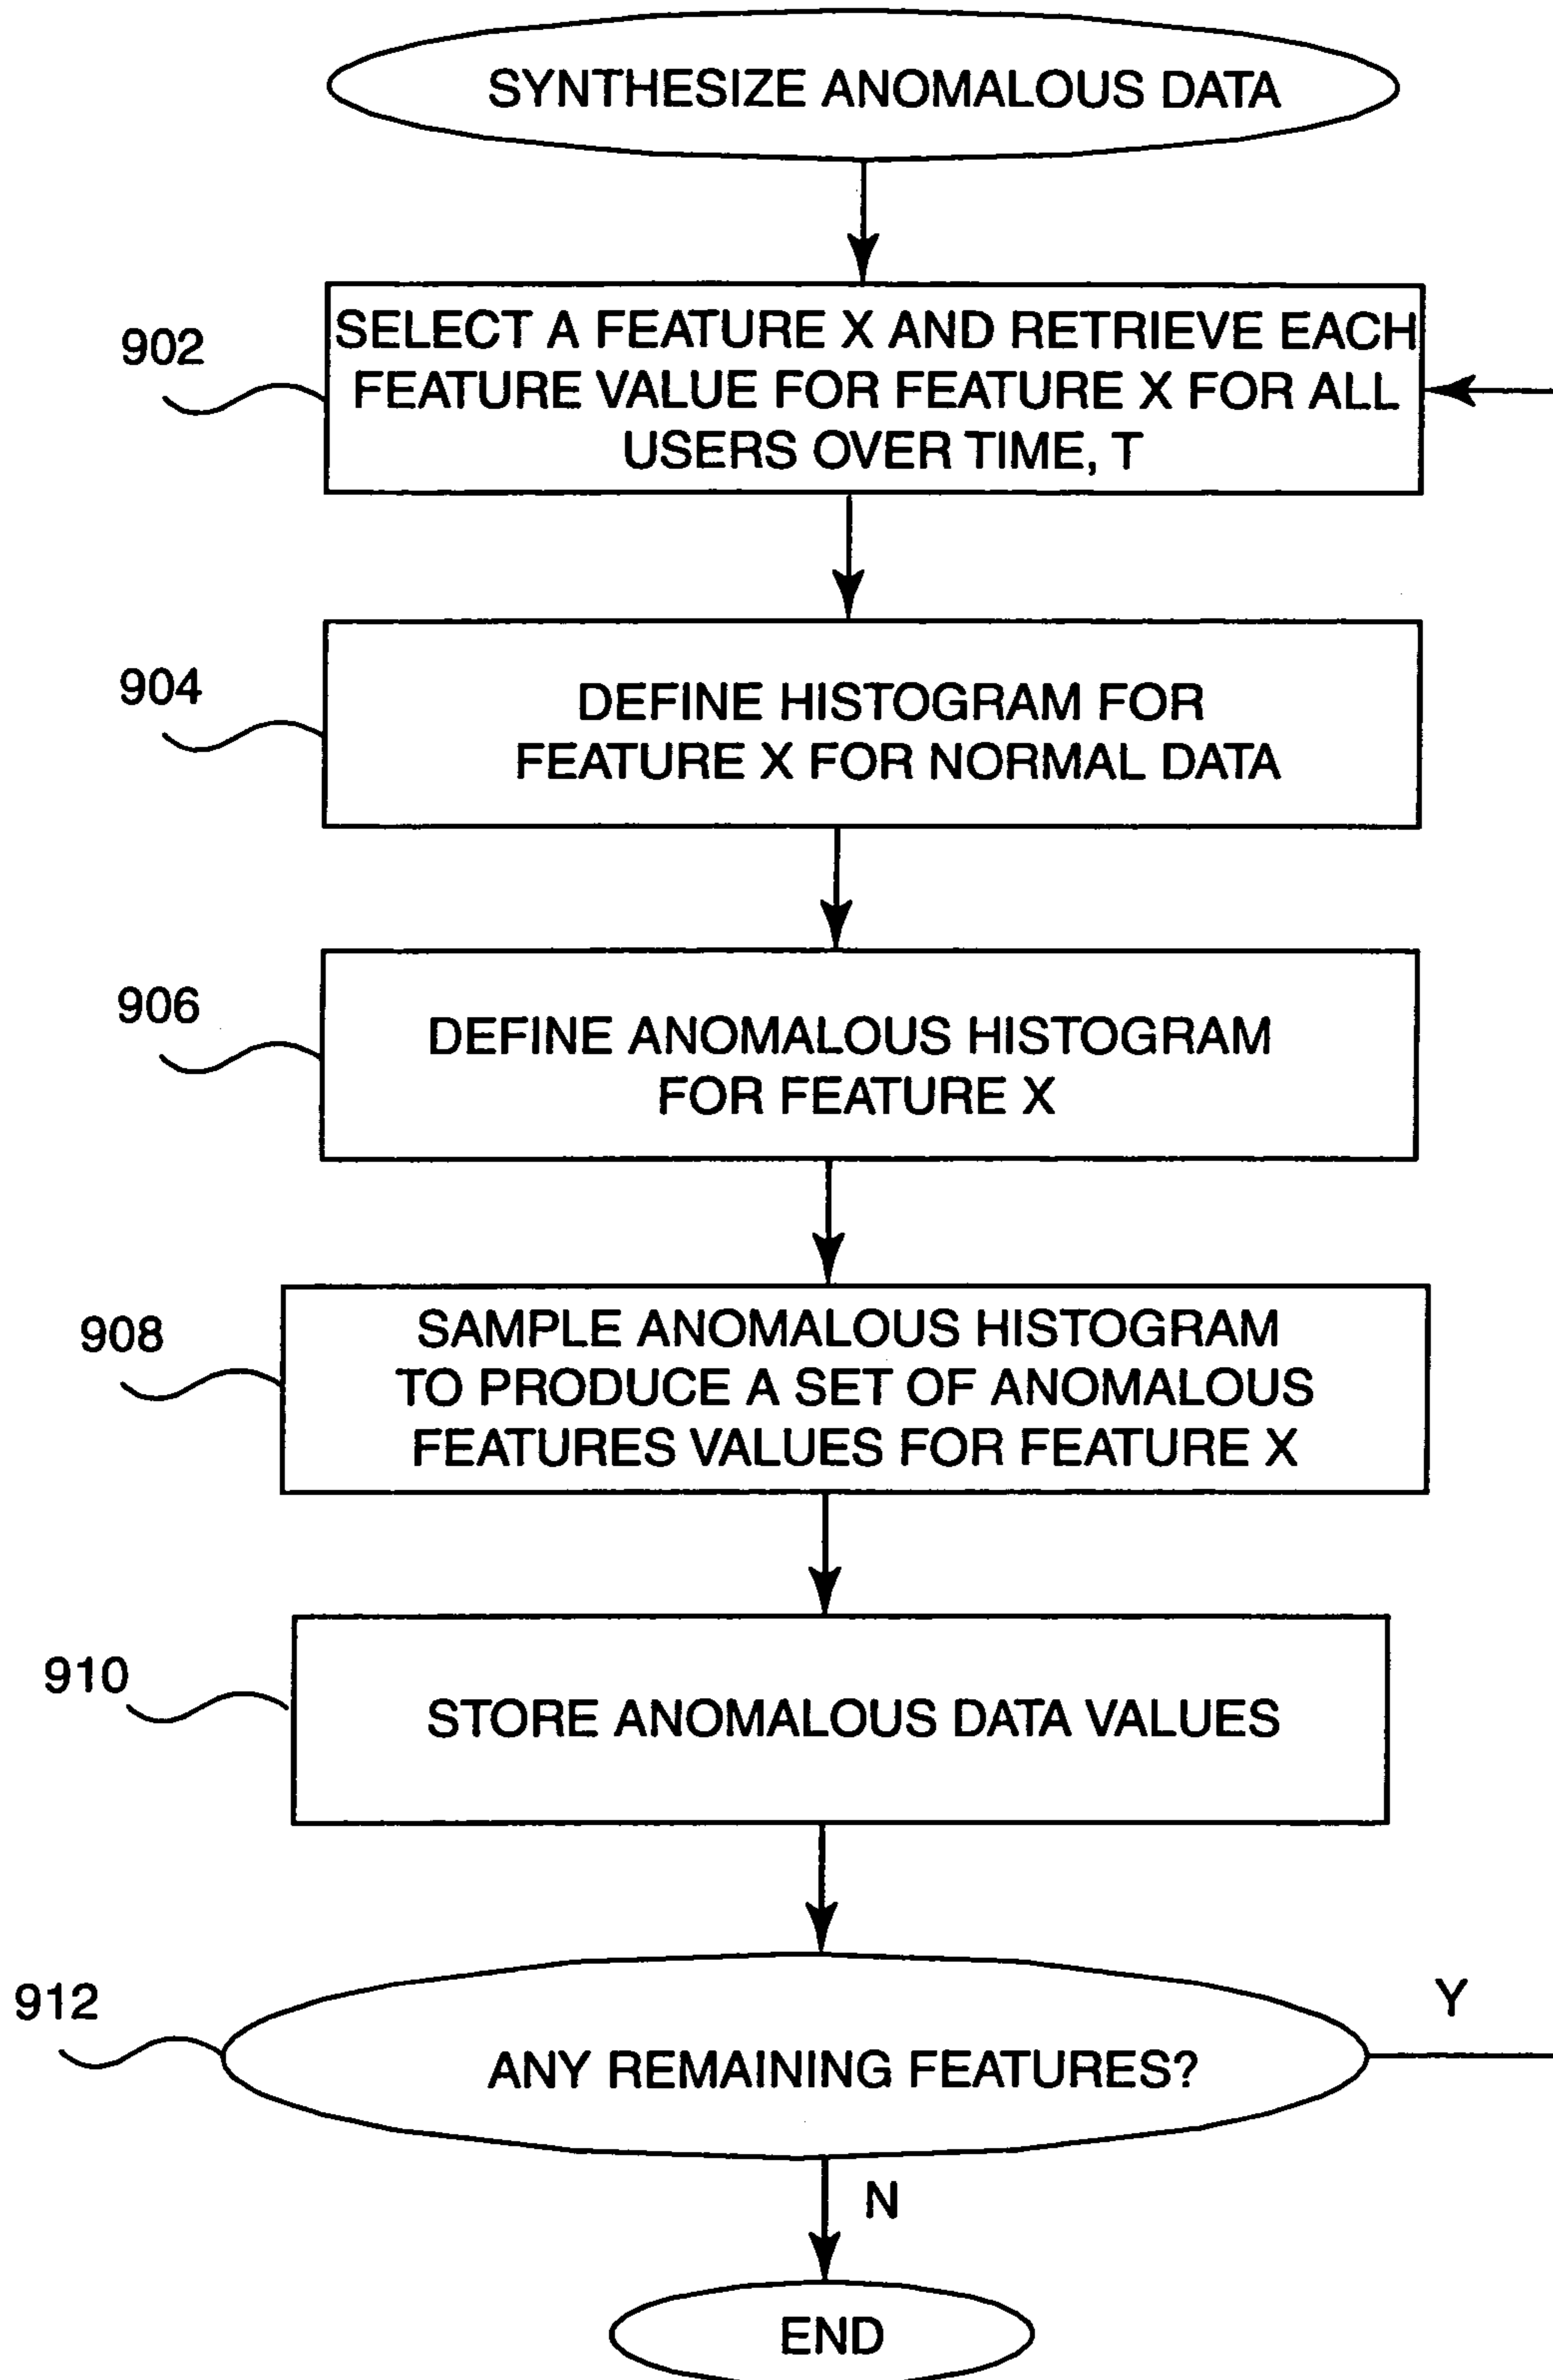 SYNTHESIZE ANOMALOUS DATA
902
SELECT A FEATURE X AND RETRIEVE EACH
FEATURE VALUE FOR FEATURE X FOR ALL
USERS OVER TIME, T
904
DEFINE HISTOGRAM FOR
FEATURE X FOR NORMAL DATA
906
DEFINE ANOMALOUS HISTOGRAM
FOR FEATURE X
908
SAMPLE ANOMALOUS HISTOGRAM
TO PRODUCE A SET OF ANOMALOUS
FEATURES VALUES FOR FEATURE X
910
STORE ANOMALOUS DATA VALUES
912
Y
ANY REMAINING FEATURES?
N
END